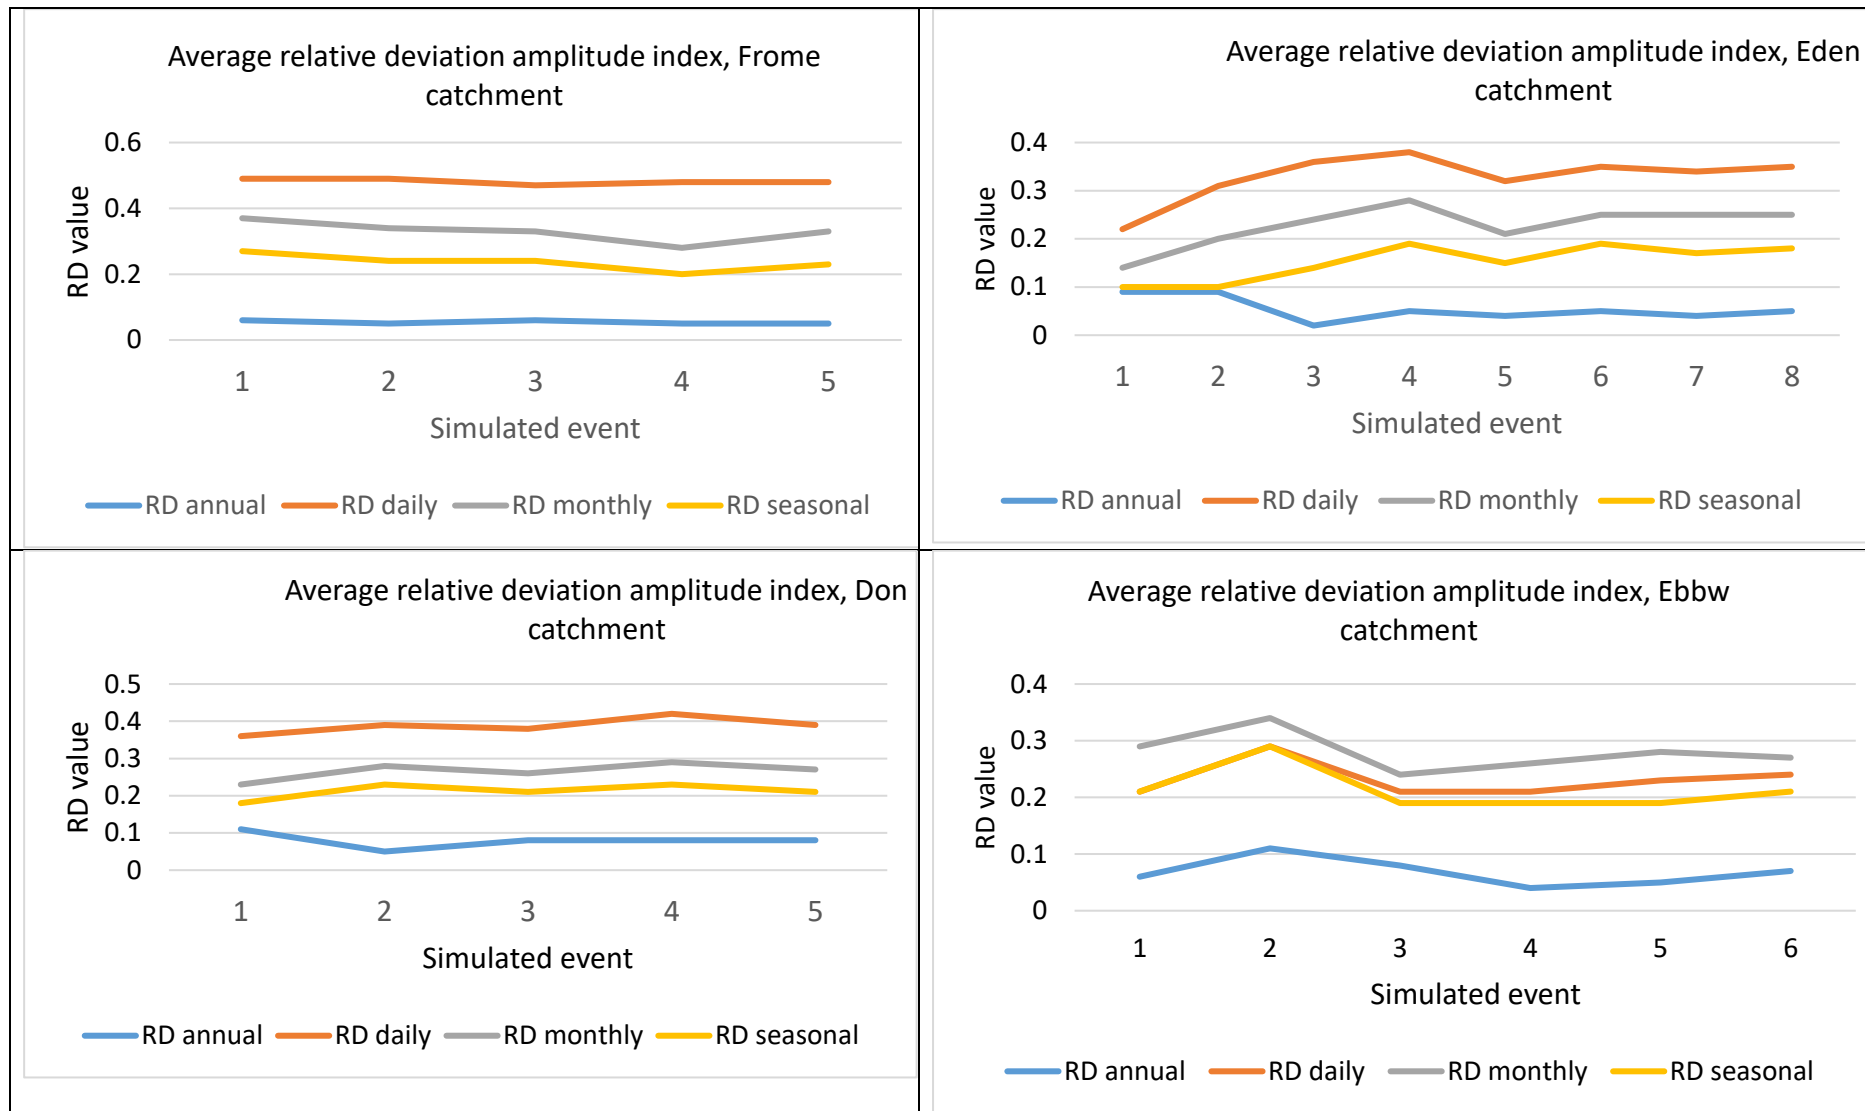 Average relative deviation amplitude index, Frome
catchment
0.6
0.4
0.2
0
RD value
1 2 3 4 5
Simulated event
RD annual RD daily RD monthly RD seasonal
Average relative deviation amplitude index, Eden
catchment
0.4
0.3
0.2
0.1
0
RD value
1 2 3 4 5 6 7 8
Simulated event
RD annual RD daily RD monthly RD seasonal
Average relative deviation amplitude index, Don
catchment
0.5
0.4
0.3
0.2
0.1
0
RD value
1 2 3 4 5
Simulated event
RD annual RD daily RD monthly RD seasonal
Average relative deviation amplitude index, Ebbw
catchment
0.4
0.3
0.2
0.1
0
RD value
1 2 3 4 5 6
Simulated event
RD annual RD daily RD monthly RD seasonal